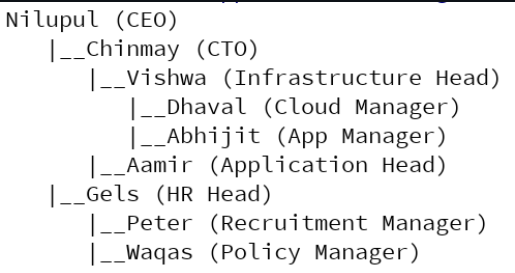 Nilupul (CEO)
|__Chinmay (CTO)
|__Vishwa (Infrastructure Head)
|__Dhaval (Cloud Manager)
|__Abhijit (App Manager)
|__Aamir (Application Head)
|__Gels (HR Head)
|__Peter (Recruitment Manager)
|__Waqas (Policy Manager)